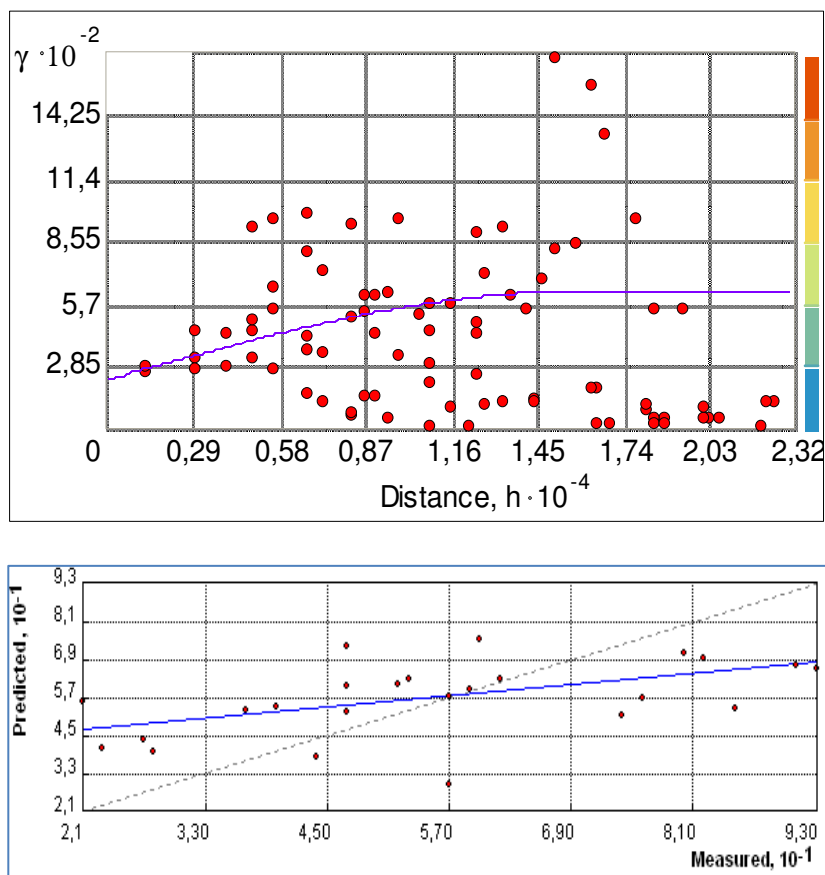 γ ·10 -2
14,25
11,4
8,55
5,7
2,85
0 0,29 0,58 0,87 1,16 1,45 1,74 2,03 2,32
Distance, h · 10 -4
Predicted, 10 -1
9,3
8,1
6,9
5,7
4,5
3,3
2,1
2,1 3,30 4,50 5,70 6,90 8,10 9,30
Measured, 10 -1